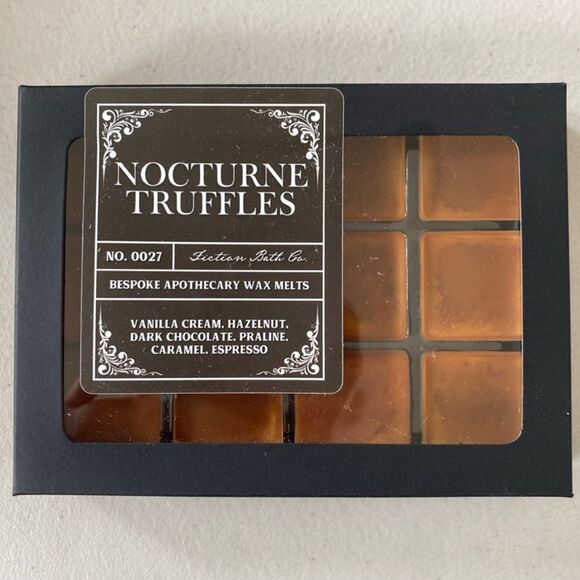 NOCTURNE
TRUFFLES
NO. 0027
Fiction Bath Co.
BESPOKE APOTHECARY WAX MELTS
VANILLA CREAM. HAZELNUT.
DARK CHOCOLATE. PRALINE.
CARAMEL. ESPRESSO